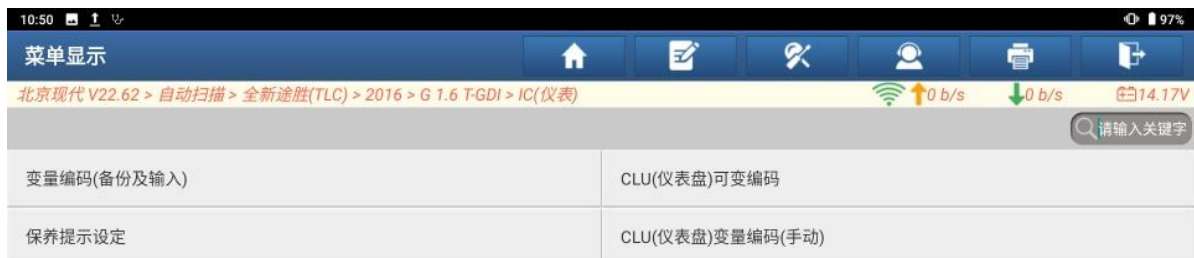 10:50 97%
菜单显示
北京现代 V22.62 > 自动扫描 > 全新途胜(TLC) > 2016 > G 1.6 T-GDI > IC(仪表) 0 b/s 0 b/s 14.17V
请输入关键字
变量编码(备份及输入) CLU(仪表盘)可变编码
保养提示设定 CLU(仪表盘)变量编码(手动)